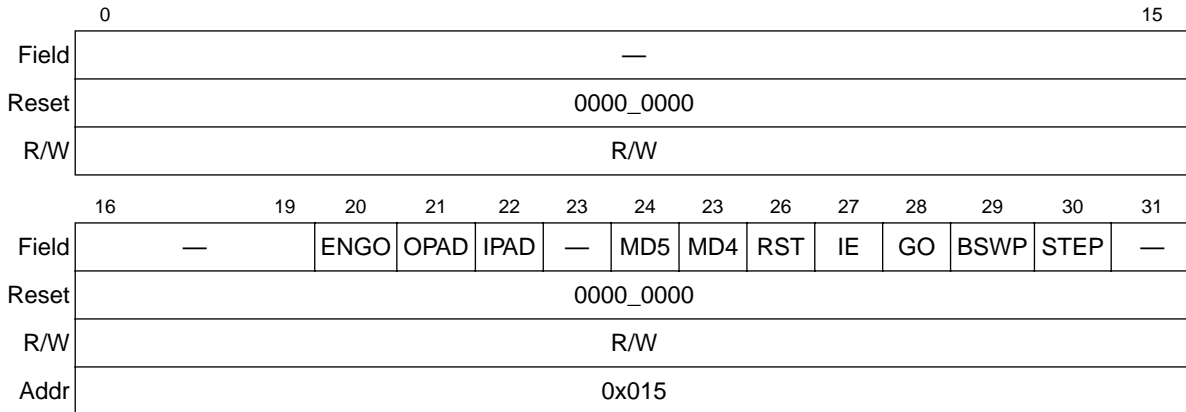 0 15
Field —
Reset 0000_0000
R/W R/W
16 19 20 21 22 23 24 23 26 27 28 29 30 31
Field — ENGO OPAD IPAD — MD5 MD4 RST IE GO BSWP STEP —
Reset 0000_0000
R/W R/W
Addr 0x015